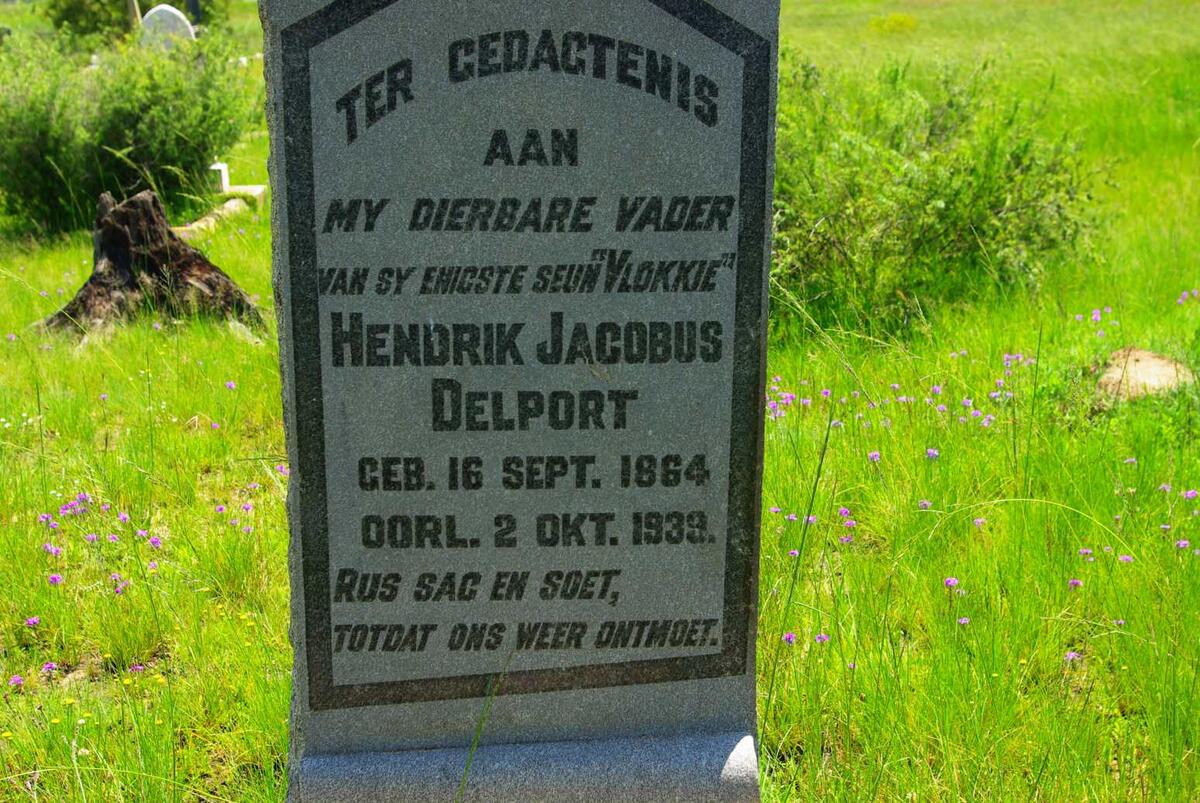 TER GEDACTENIS
AAN
MY DIERBARE VADER
VAN SY ENIGSTE SEUN "VLOKKIE"
HENDRIK JACOBUS
DELPORT
GEB. 16 SEPT. 1864
OORL. 2 OKT. 1939.
RUS SAG EN SOET,
TOTDAT ONS WEER ONTMOET.